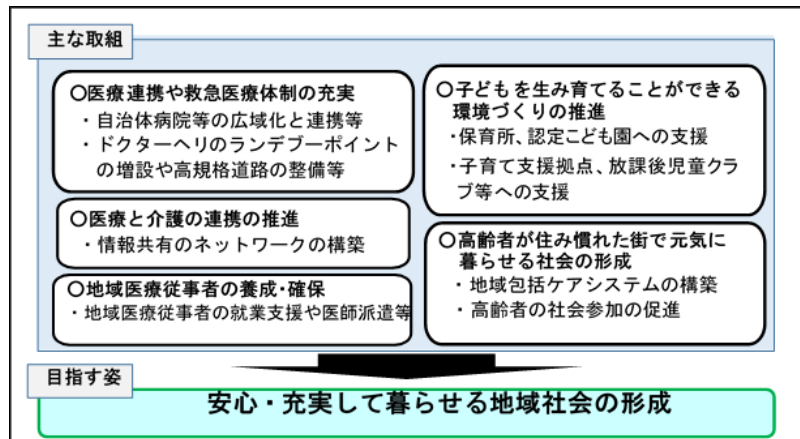 主な取組
〇医療連携や救急医療体制の充実
・自治体病院等の広域化と連携等
・ドクターヘリのランデブーポイント
の増設や高規格道路の整備等
〇医療と介護の連携の推進
・情報共有のネットワークの構築
〇地域医療従事者の養成・確保
・地域医療従事者の就業支援や医師派遣等
〇子どもを生み育てることができる
環境づくりの推進
・保育所、認定こども園への支援
・子育て支援拠点、放課後児童クラ
ブ等への支援
〇高齢者が住み慣れた街で元気に
暮らせる社会の形成
・地域包括ケアシステムの構築
・高齢者の社会参加の促進
目指す姿
安心・充実して暮らせる地域社会の形成